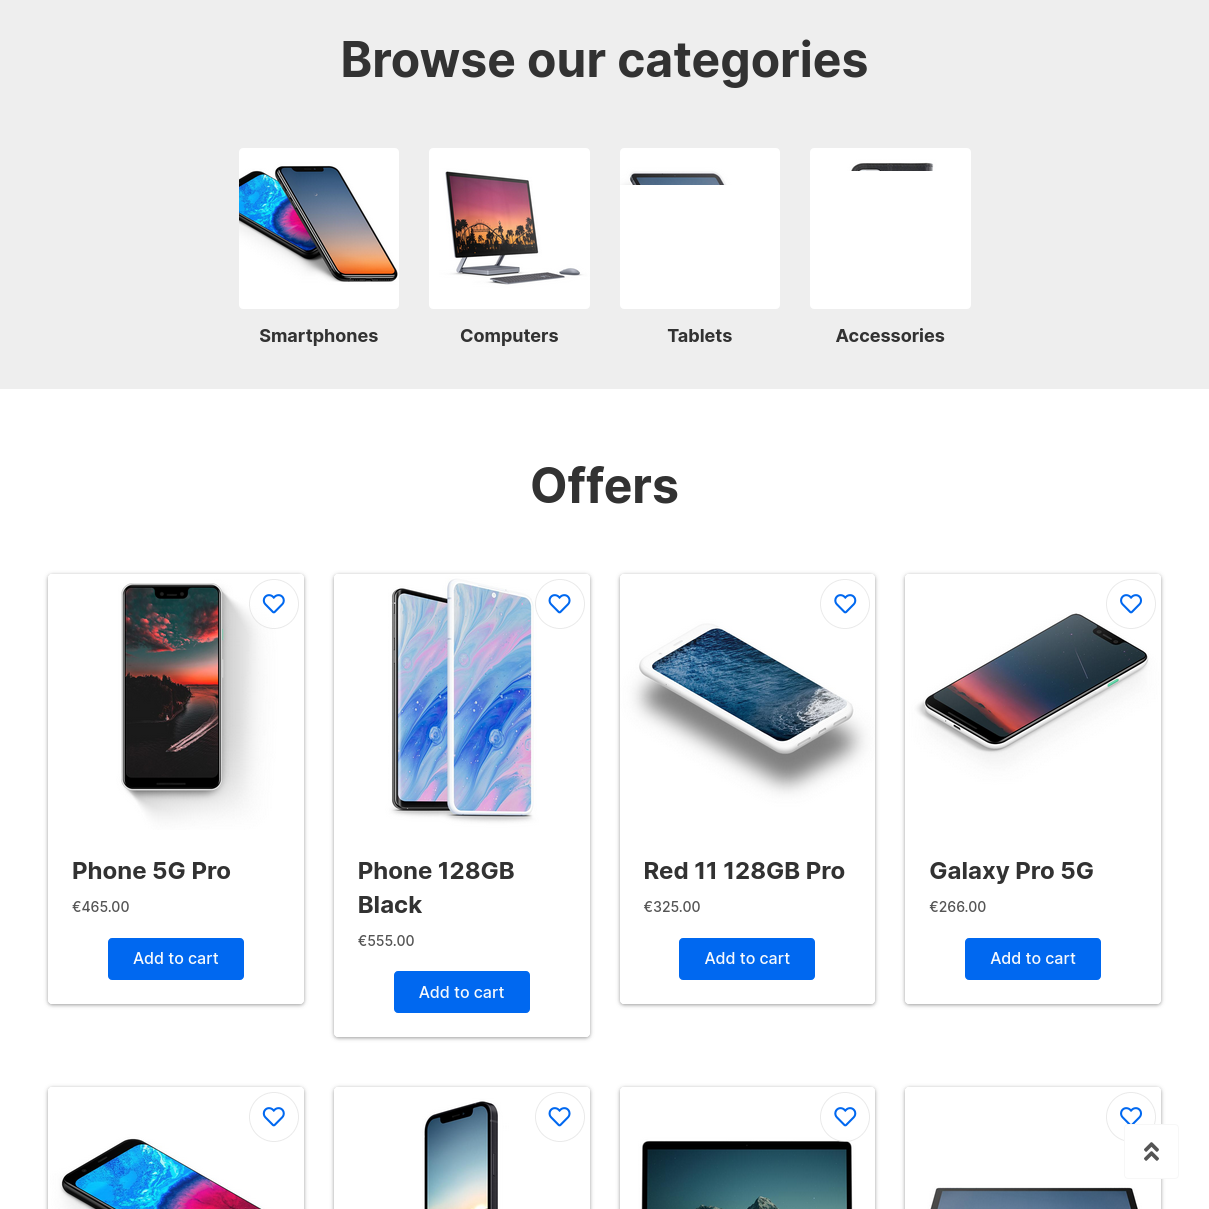 Browse our categories
Smartphones
Computers
Tablets
Accessories
Offers
Phone 5G Pro
€465.00
Add to cart
Phone 128GB
Black
€555.00
Add to cart
Red 11 128GB Pro
€325.00
Add to cart
Galaxy Pro 5G
€266.00
Add to cart